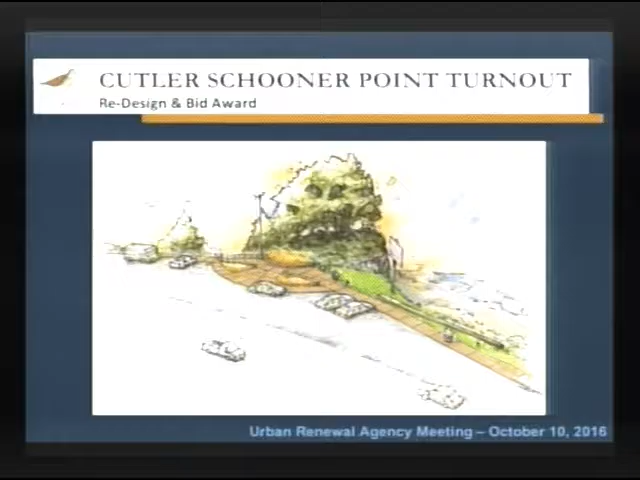 CUTLER SCHOONER POINT TURNOUT
Re-Design & Bid Award
Urban Renewal Agency Meeting – October 10, 2016